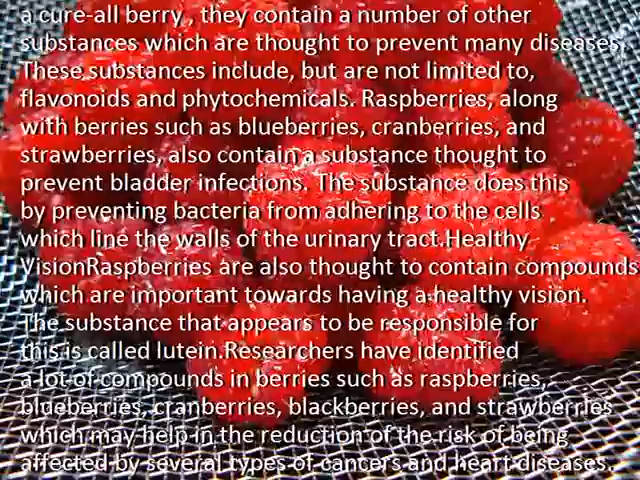 a cure-all berry , they contain a number of other
substances which are thought to prevent many diseases.
These substances include, but are not limited to,
flavonoids and phytochemicals. Raspberries, along
with berries such as blueberries, cranberries, and
strawberries, also contain a substance thought to
prevent bladder infections. The substance does this
by preventing bacteria from adhering to the cells
which line the walls of the urinary tract.Healthy
VisionRaspberries are also thought to contain compounds
which are important towards having a healthy vision.
The substance that appears to be responsible for
this is called lutein.Researchers have identified
a lot of compounds in berries such as raspberries,
blueberries, cranberries, blackberries, and strawberries
which may help in the reduction of the risk of being
affected by several types of cancers and heart diseases.